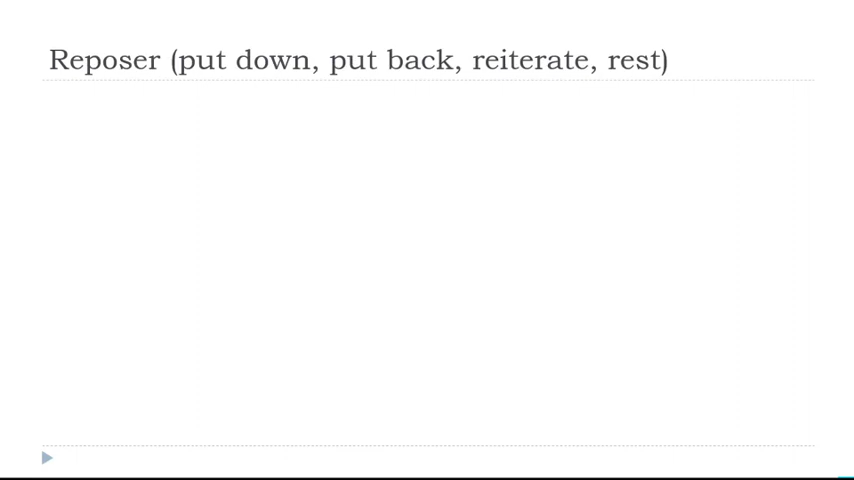 Reposer (put down, put back, reiterate, rest)